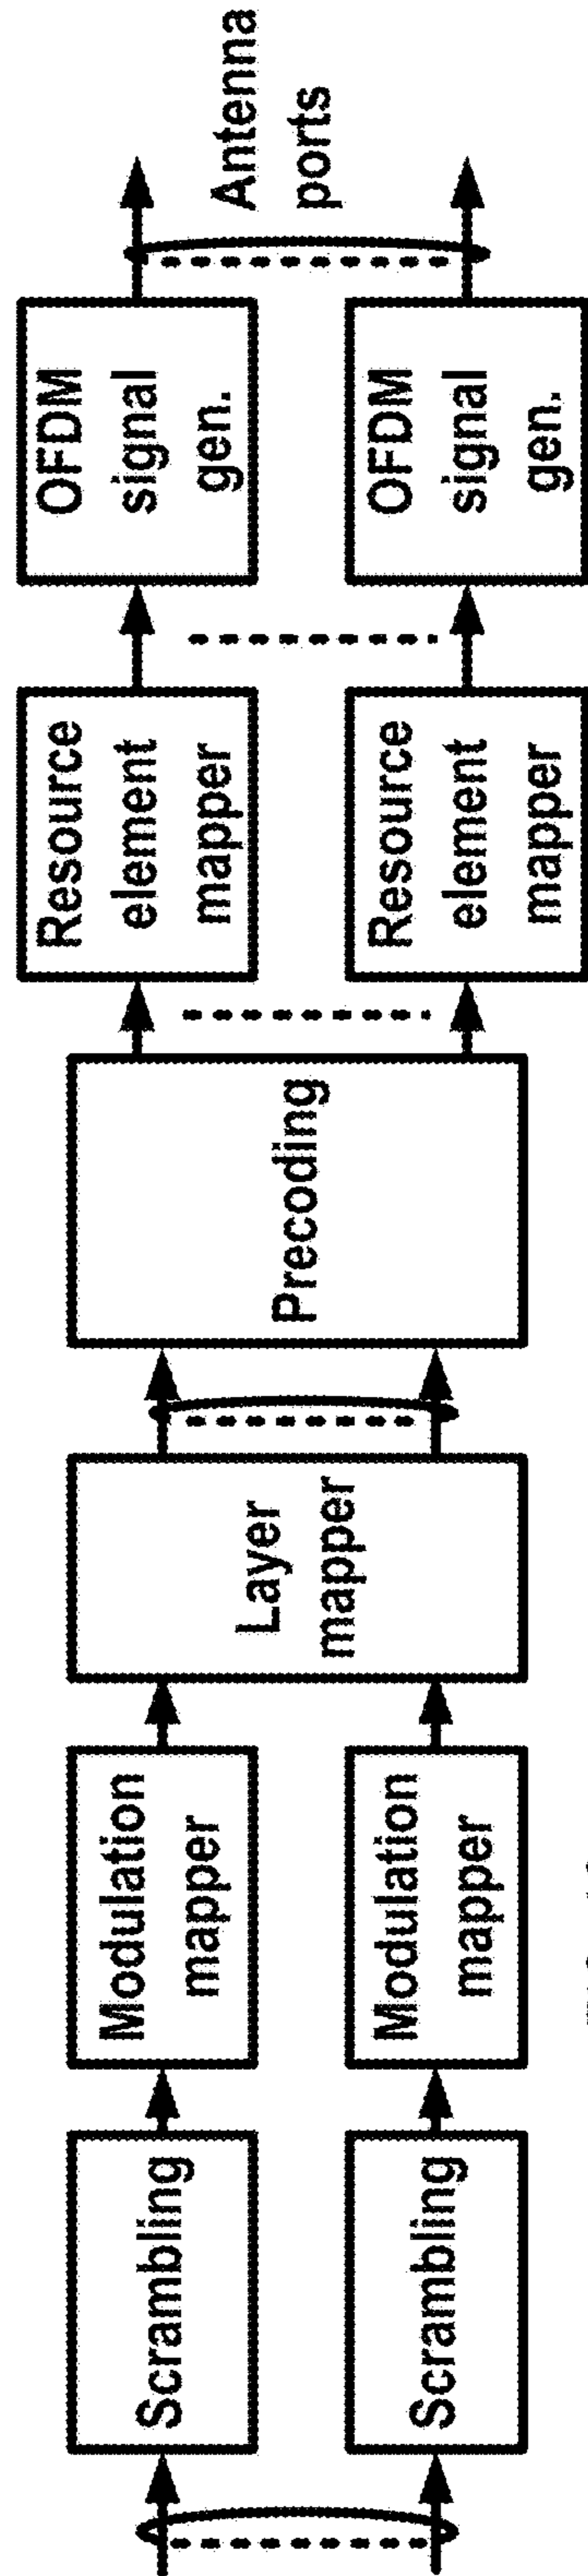 Scrambling
Modulation
mapper
Layer
mapper
Precoding
Resource
element
mapper
OFDM
signal
gen.
Antenna
ports
Scrambling
Modulation
mapper
Resource
element
mapper
OFDM
signal
gen.